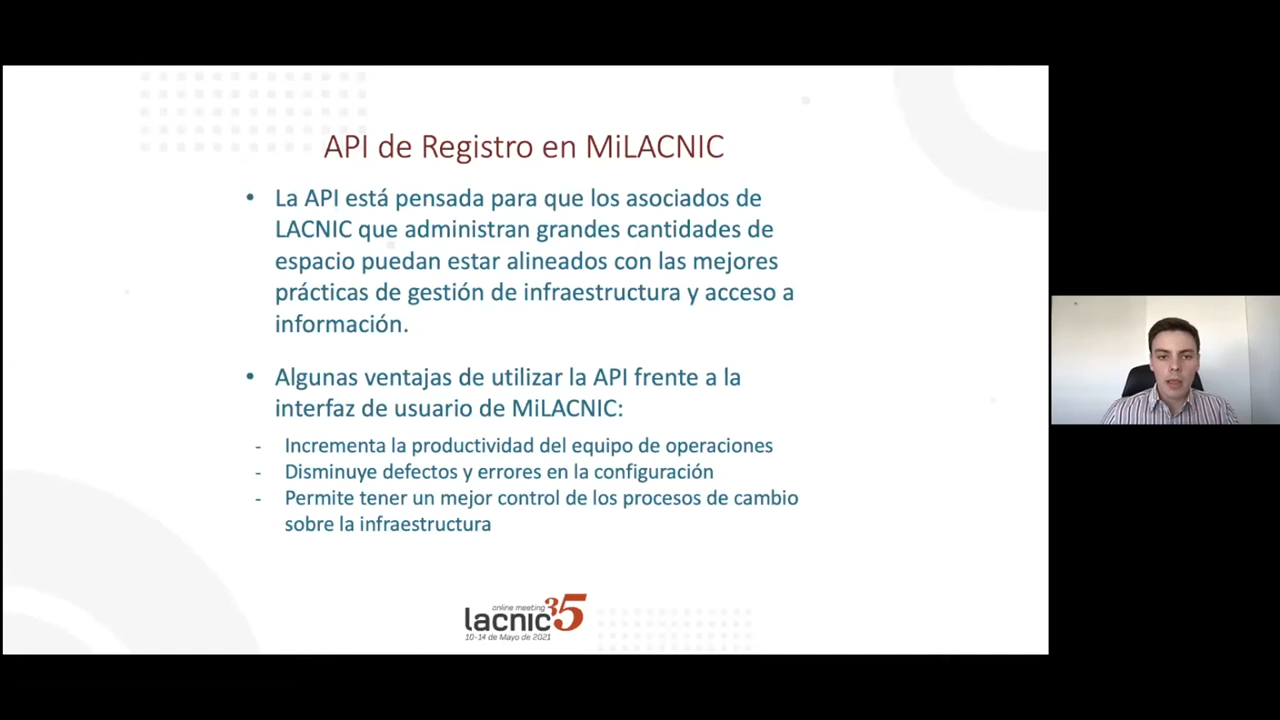 API de Registro en MiLACNIC
• La API está pensada para que los asociados de
LACNIC que administran grandes cantidades de
espacio puedan estar alineados con las mejores
prácticas de gestión de infraestructura y acceso a
información.
• Algunas ventajas de utilizar la API frente a la
interfaz de usuario de MiLACNIC:
- Incrementa la productividad del equipo de operaciones
- Disminuye defectos y errores en la configuración
- Permite tener un mejor control de los procesos de cambio
sobre la infraestructura
online meeting
lacnic 35
10-14 de Mayo de 2021